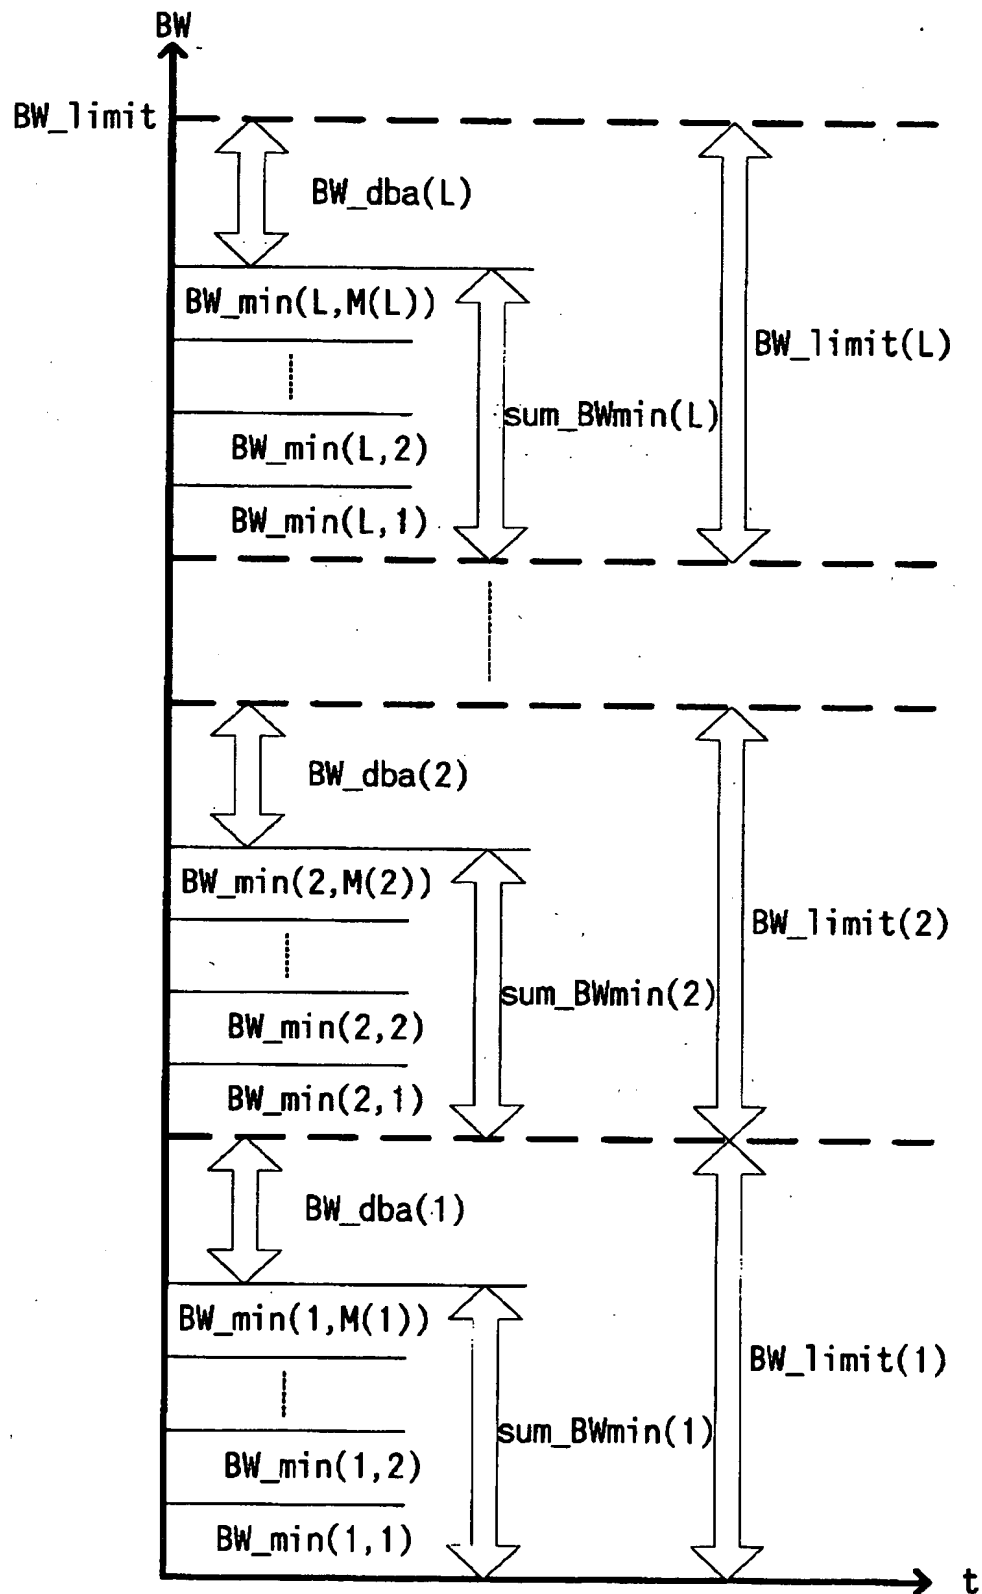 BW
BW_limit
BW_dba(L)
BW_min(L,M(L))
BW_limit(L)
sum_BWmin(L)
BW_min(L,2)
BW_min(L,1)
BW_dba(2)
BW_min(2,M(2))
BW_limit(2)
sum_BWmin(2)
BW_min(2,2)
BW_min(2,1)
BW_dba(1)
BW_min(1,M(1))
BW_limit(1)
sum_BWmin(1)
BW_min(1,2)
BW_min(1,1)
t